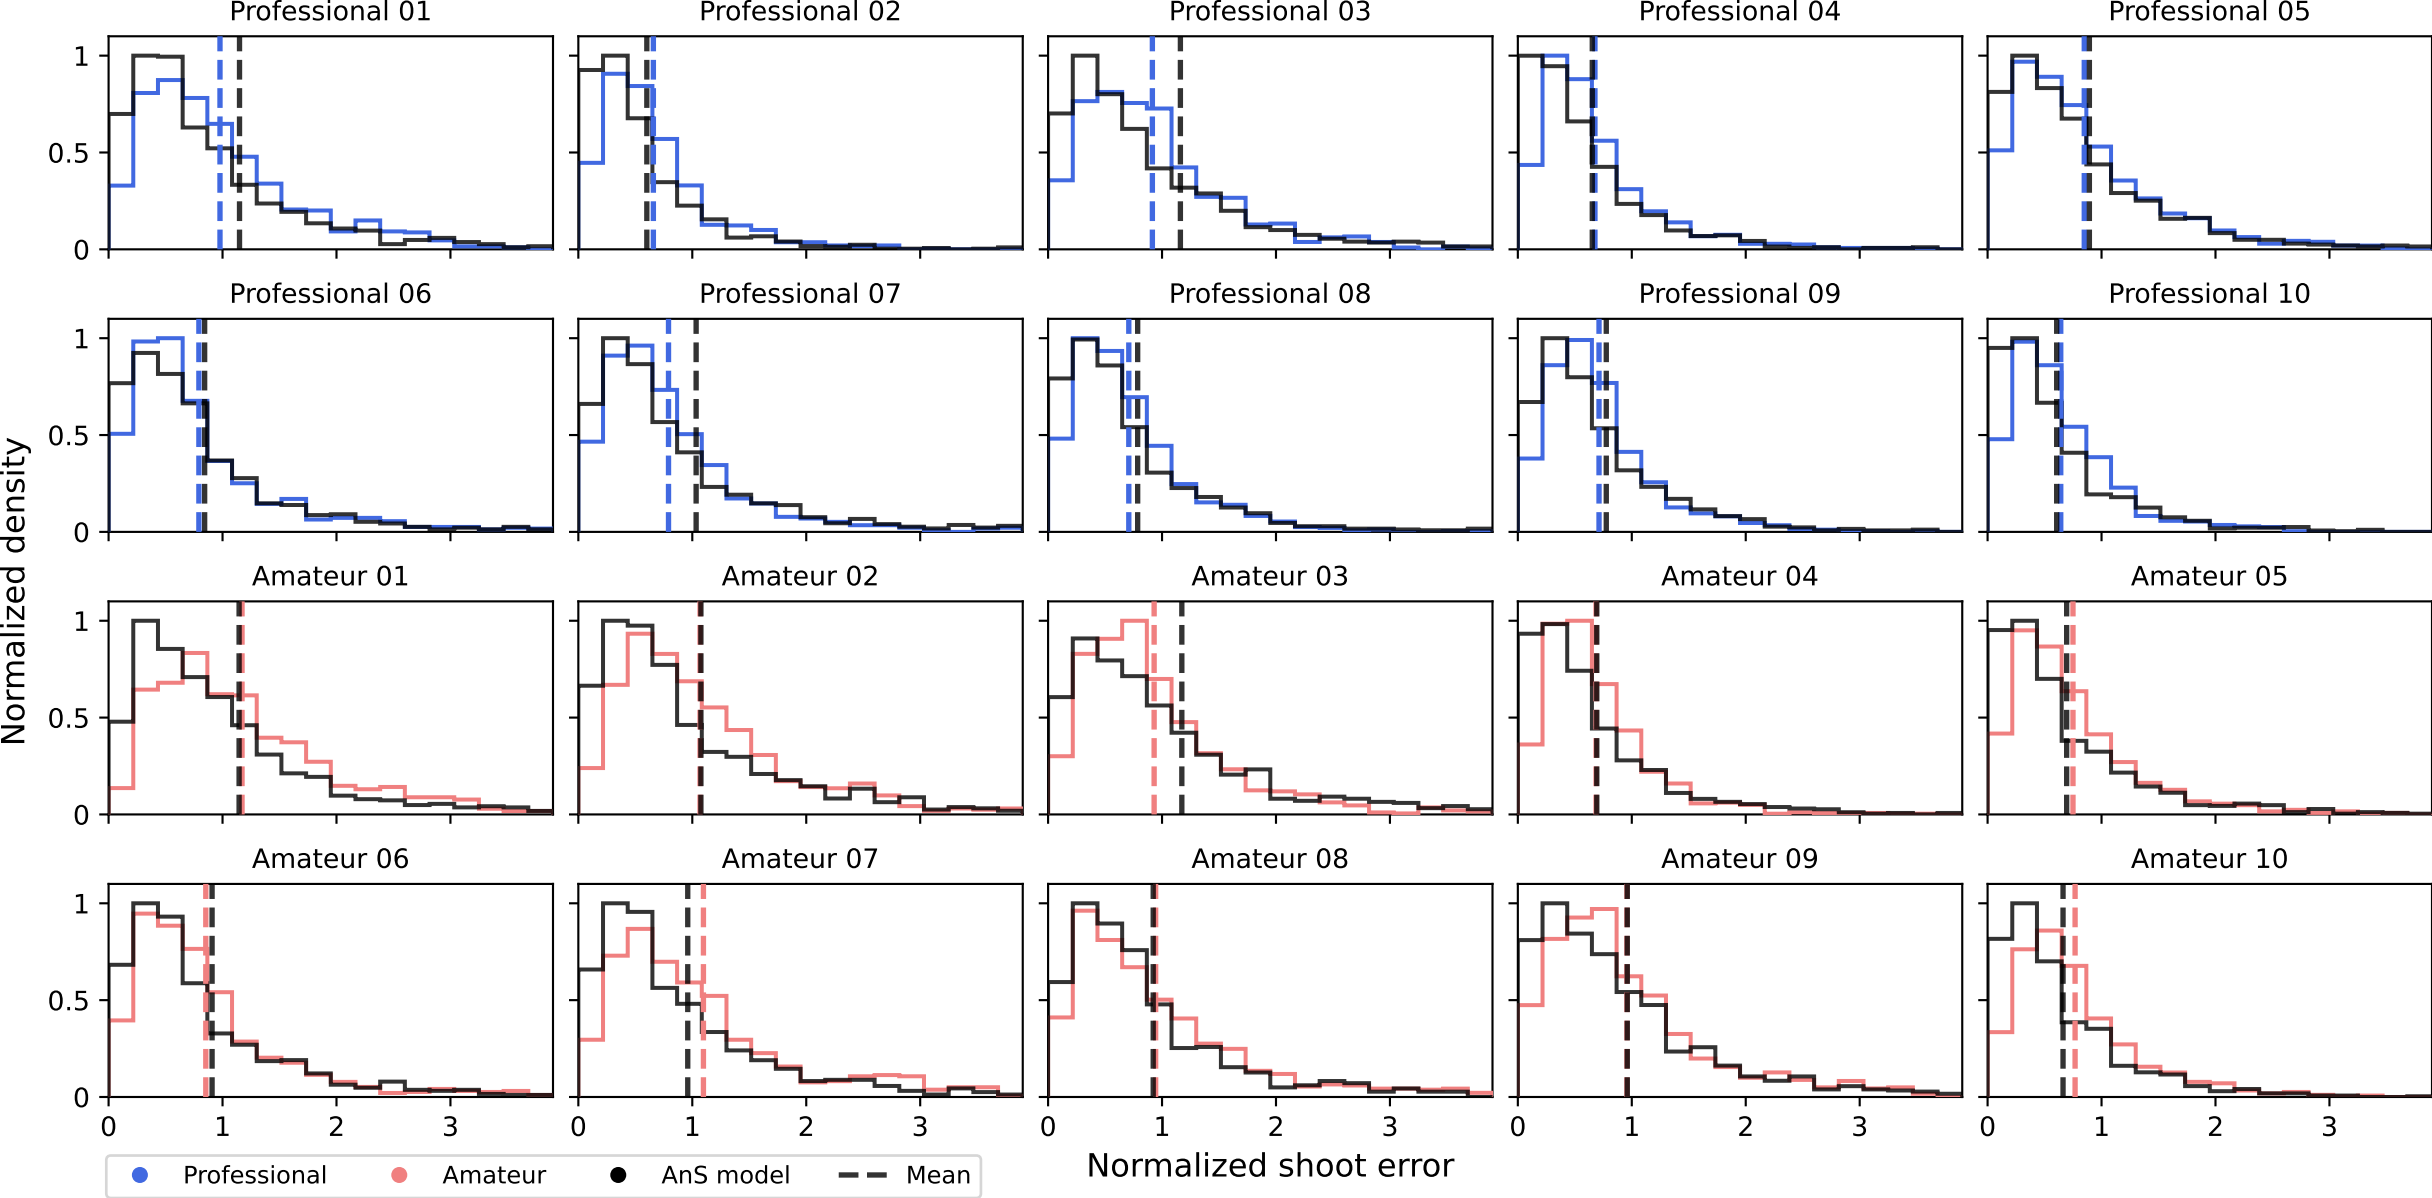 Professional 01 Professional 02 Professional 03 Professional 04 Professional 05
1
0.5
0
Professional 06 Professional 07 Professional 08 Professional 09 Professional 10
1
0.5
0
Normalized density
Amateur 01 Amateur 02 Amateur 03 Amateur 04 Amateur 05
1
0.5
0
Amateur 06 Amateur 07 Amateur 08 Amateur 09 Amateur 10
1
0.5
0
0 1 2 3 0 1 2 3 0 1 2 3 0 1 2 3 0 1 2 3
Normalized shoot error
Professional Amateur AnS model Mean